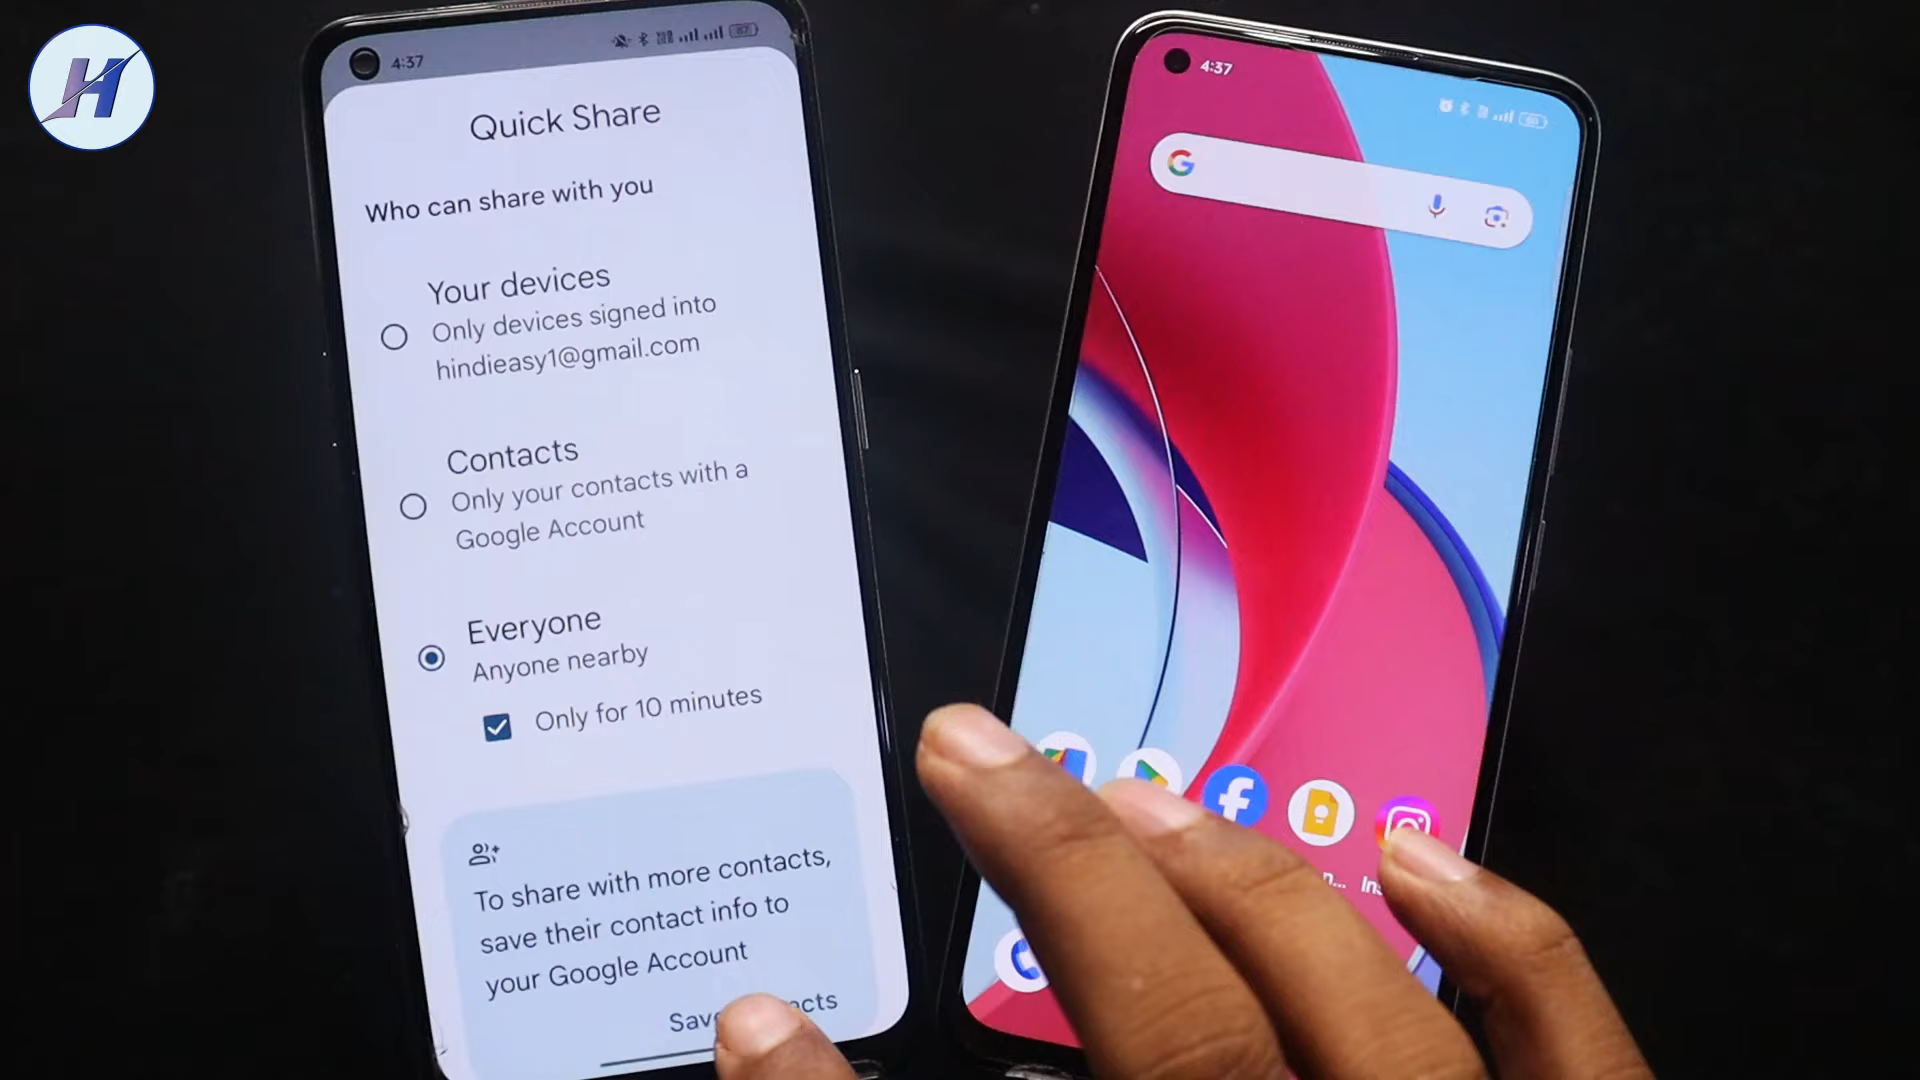 H
4:37
67
Quick Share
Who can share with you
Your devices
Only devices signed into
hindieasy1@gmail.com
Contacts
Only your contacts with a
Google Account
Everyone
Anyone nearby
Only for 10 minutes
To share with more contacts,
save their contact info to
your Google Account
4:37
60
G
f